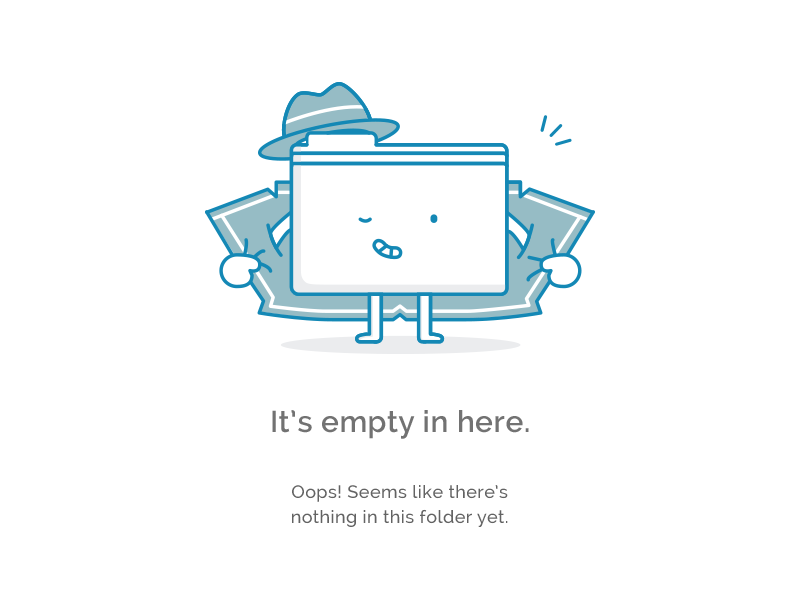 It's empty in here.
Oops! Seems like there's
nothing in this folder yet.